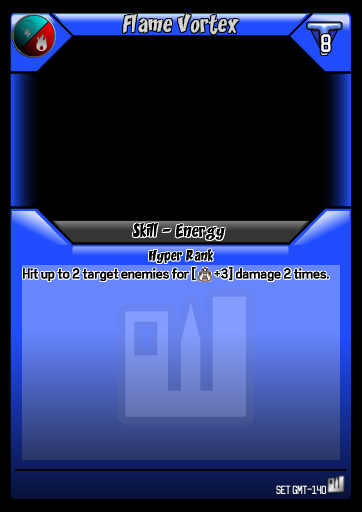 Flame Vortex
8
Skill - Energy
Hyper Rank
Hit up to 2 target enemies for [ +3] damage 2 times.
SET GMT-140